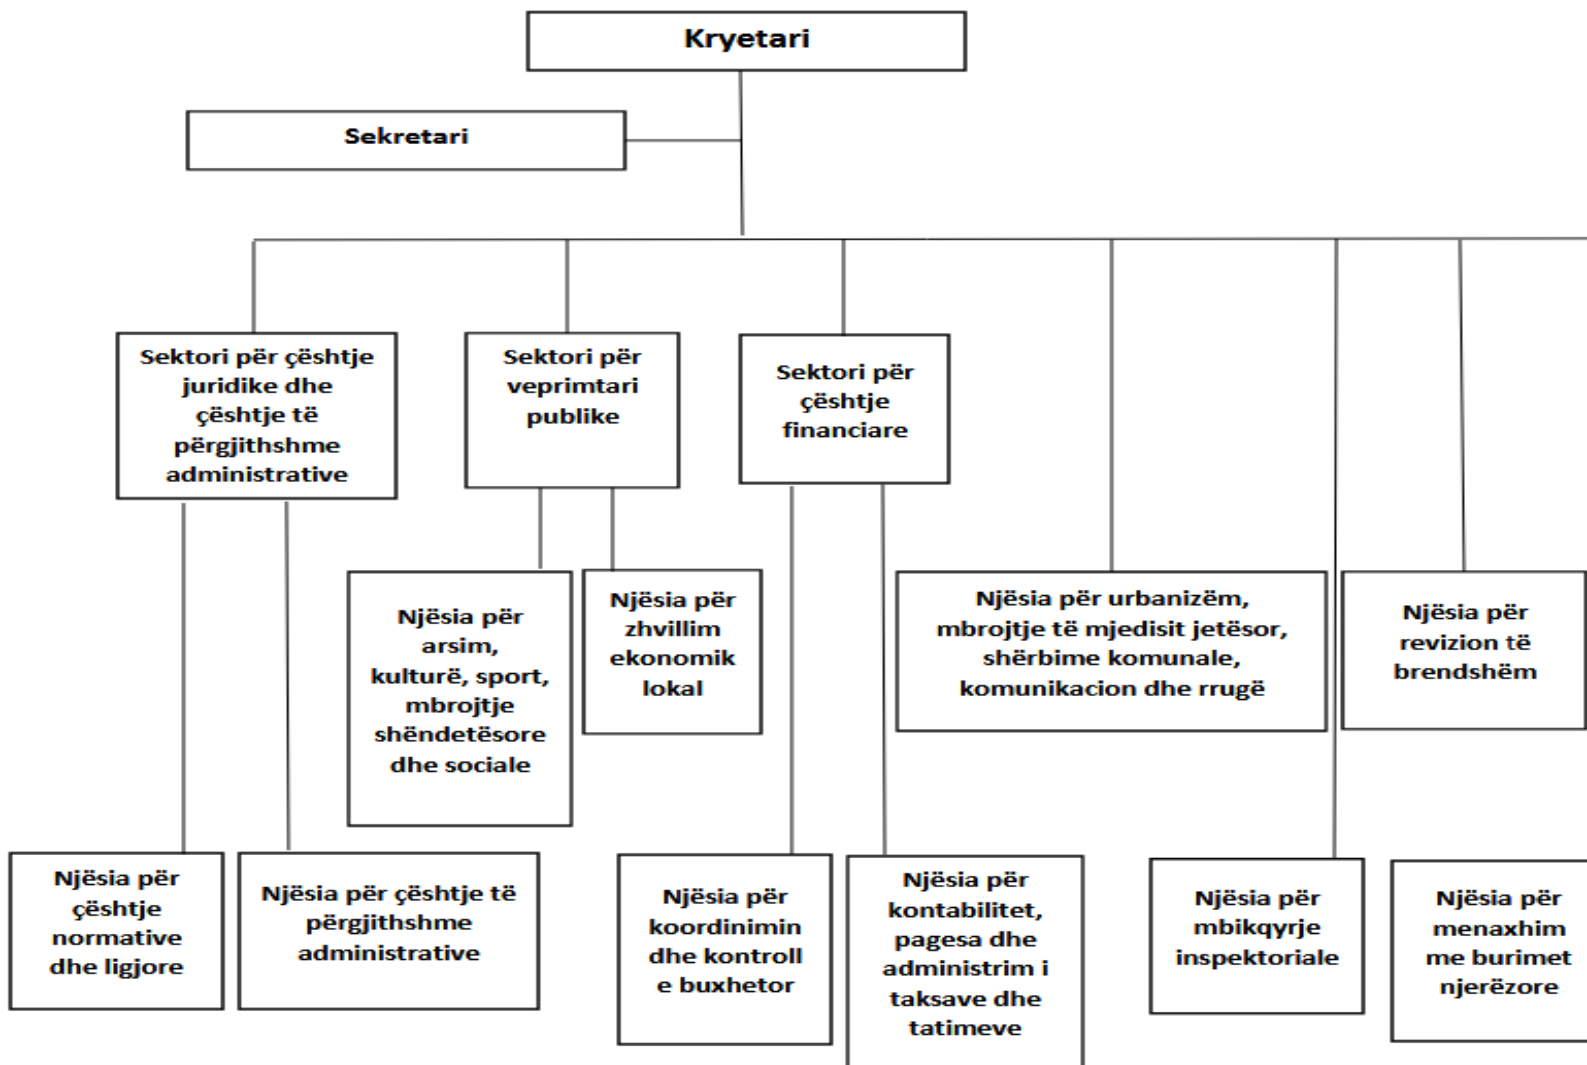 Kryetari
Sekretari
Sektori për çështje
juridike dhe
çështje të
përgjithshme
administrative
Sektori për
veprimtari
publike
Sektori për
çështje
financiare
Njësia për
arsim,
kulturë, sport,
mbrojtje
shëndetësore
dhe sociale
Njësia për
zhvillim
ekonomik
lokal
Njësia për urbanizëm,
mbrojtje të mjedisit jetësor,
shërbime komunale,
komunikacion dhe rrugë
Njësia për
revizion të
brendshëm
Njësia për
çështje
normative
dhe ligjore
Njësia për çështje të
përgjithshme
administrative
Njësia për
koordinimin
dhe kontroll
e buxhetor
Njësia për
kontabilitet,
pagesa dhe
administrim i
taksave dhe
tatimeve
Njësia për
mbikqyrje
inspektoriale
Njësia për
menaxhim
me burimet
njerëzore